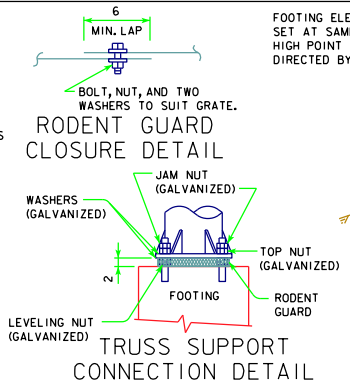 6
MIN. LAP
FOOTING ELE
SET AT SAM
HIGH POINT
DIRECTED BY
BOLT, NUT, AND TWO
WASHERS TO SUIT GRATE.
S
RODENT GUARD
CLOSURE DETAIL
JAM NUT
(GALVANIZED)
WASHERS
(GALVANIZED)
TOP NUT
(GALVANIZED)
2
FOOTING
RODENT
GUARD
LEVELING NUT
(GALVANIZED)
TRUSS SUPPORT
CONNECTION DETAIL